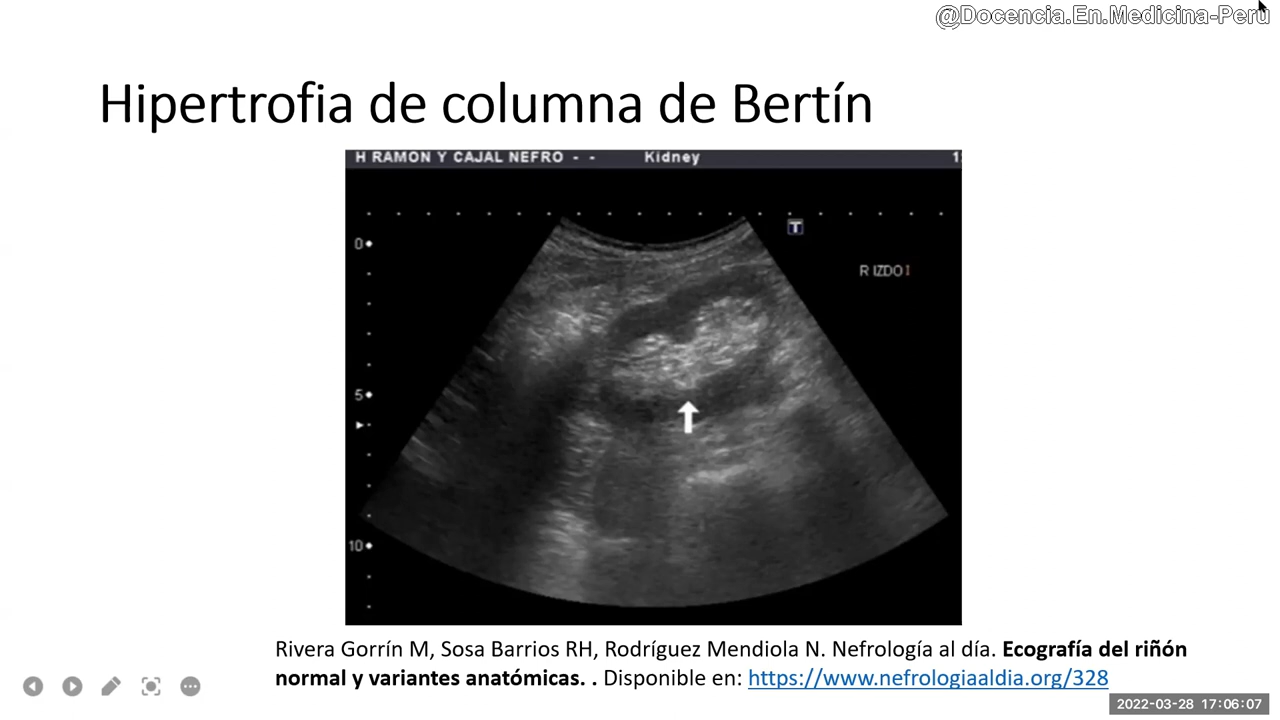 @Docencia.En.Medicina-Perú
Hipertrofia de columna de Bertín
H RAMON Y CAJAL NEFRO - - Kidney 1
T
0
R IZDO I
5
10
Rivera Gorrín M, Sosa Barrios RH, Rodríguez Mendiola N. Nefrología al día. Ecografía del riñón
normal y variantes anatómicas. . Disponible en: https://www.nefrologiaaldia.org/328
2022-03-28 17:06:07